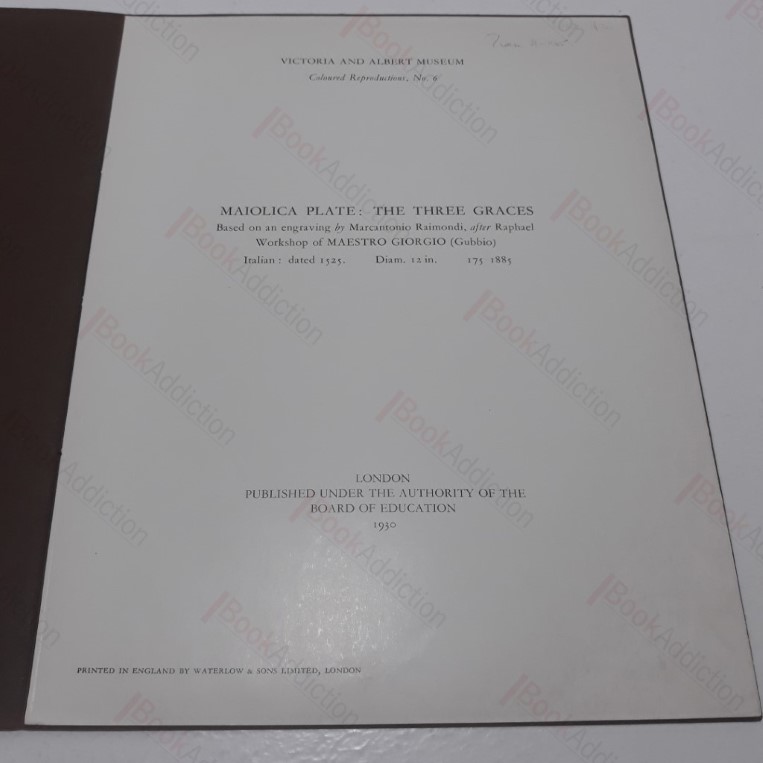 VICTORIA AND ALBERT MUSEUM
Coloured Reproductions, No. 6
MAIOLICA PLATE: THE THREE GRACES
Based on an engraving by Marcantonio Raimondi, after Raphael
Workshop of MAESTRO GIORGIO (Gubbio)
Italian: dated 1525. Diam. 12 in. 175 1885
LONDON
PUBLISHED UNDER THE AUTHORITY OF THE
BOARD OF EDUCATION
1930
PRINTED IN ENGLAND BY WATERLOW & SONS LIMITED, LONDON
BookAddiction